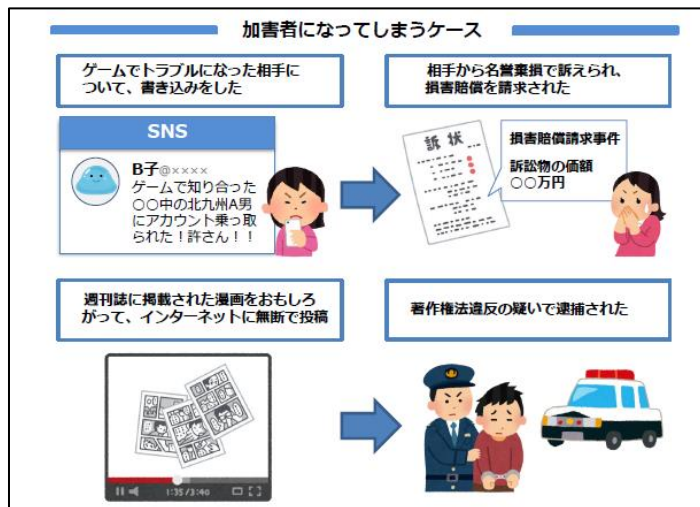 加害者になってしまうケース
ゲームでトラブルになった相手に
ついて、書き込みをした
相手から名誉棄損で訴えられ、
損害賠償を請求された
SNS
B子@××××
ゲームで知り合った
○○中の北九州A男
にアカウント乗っ取
られた！許さん！！
訴状
損害賠償請求事件
訴訟物の価額
○○万円
週刊誌に掲載された漫画をおもしろ
がって、インターネットに無断で投稿
著作権法違反の疑いで逮捕された
1:35/3:40